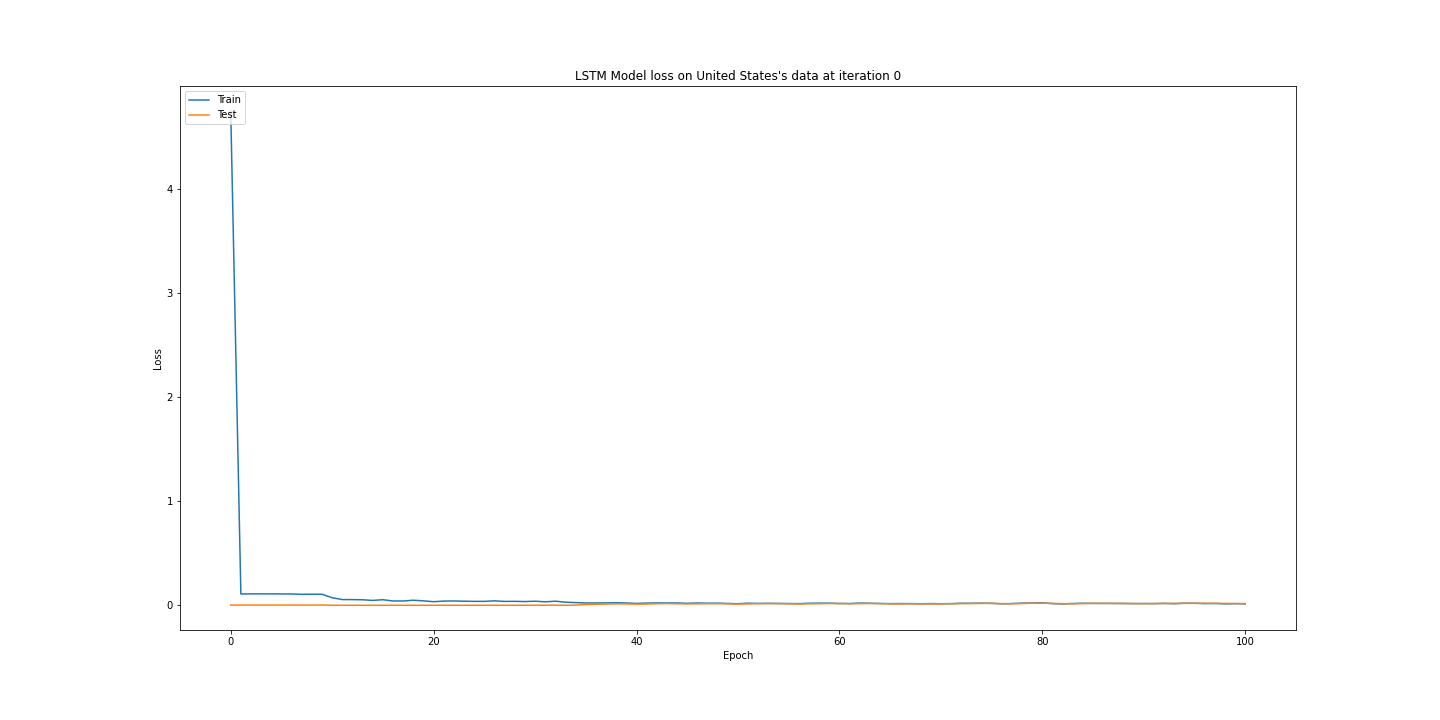 LSTM Model loss on United States's data at iteration 0
Train
Test
4
3
2
1
0
Loss
0 20 40 60 80 100
Epoch